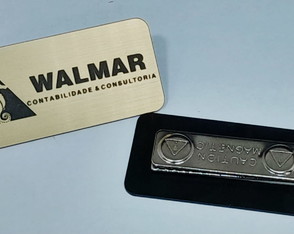 WALMAR
CONTABILIDADE & CONSULTORIA
CAUTION
MAGNETIC